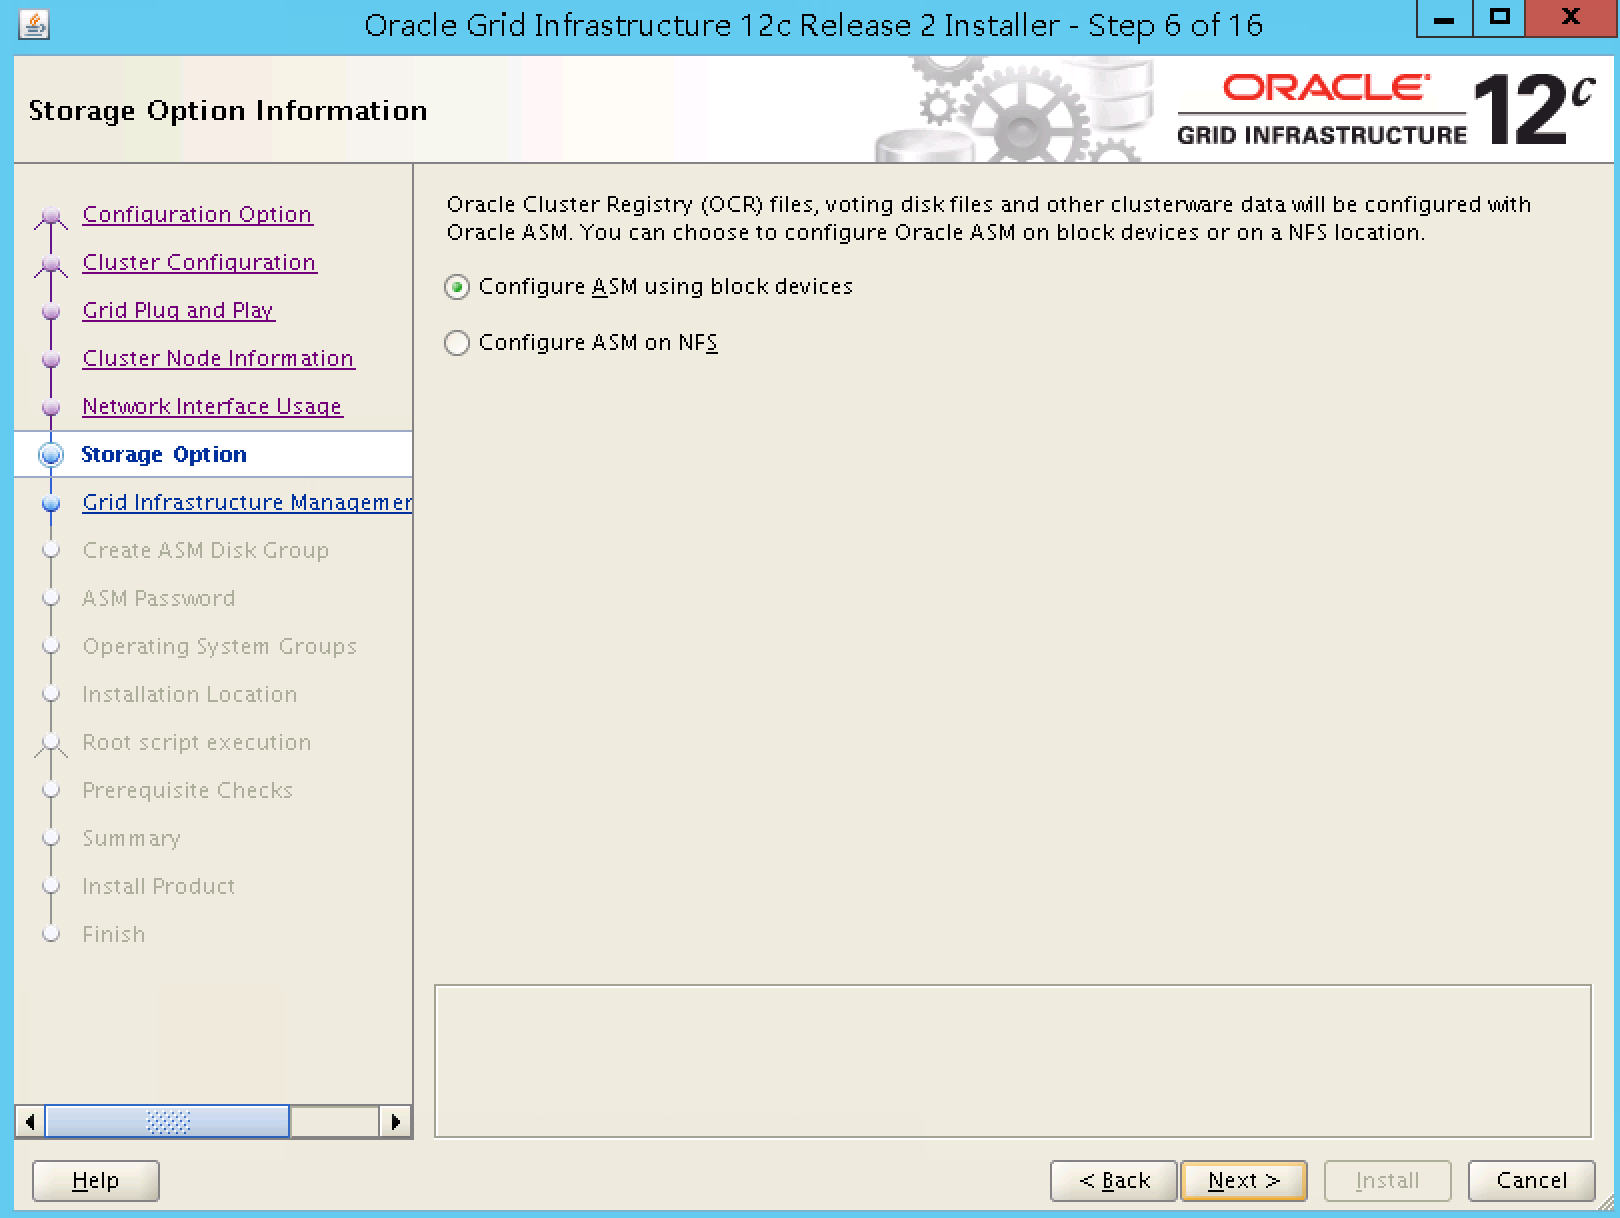 Oracle Grid Infrastructure 12c Release 2 Installer - Step 6 of 16
Storage Option Information
ORACLE
GRID INFRASTRUCTURE
12c
Configuration Option
Cluster Configuration
Grid Plug and Play
Cluster Node Information
Network Interface Usage
Storage Option
Grid Infrastructure Managemer
Create ASM Disk Group
ASM Password
Operating System Groups
Installation Location
Root script execution
Prerequisite Checks
Summary
Install Product
Finish
Oracle Cluster Registry (OCR) files, voting disk files and other clusterware data will be configured with
Oracle ASM. You can choose to configure Oracle ASM on block devices or on a NFS location.
Configure ASM using block devices
Configure ASM on NFS
Help
< Back
Next >
Install
Cancel